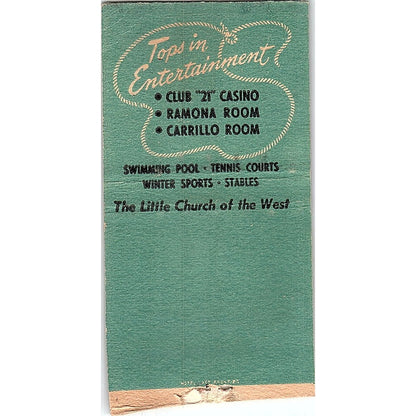 Tops in
Entertainment
• CLUB "21" CASINO
• RAMONA ROOM
• CARRILLO ROOM
SWIMMING POOL • TENNIS COURTS
WINTER SPORTS • STABLES
The Little Church of the West